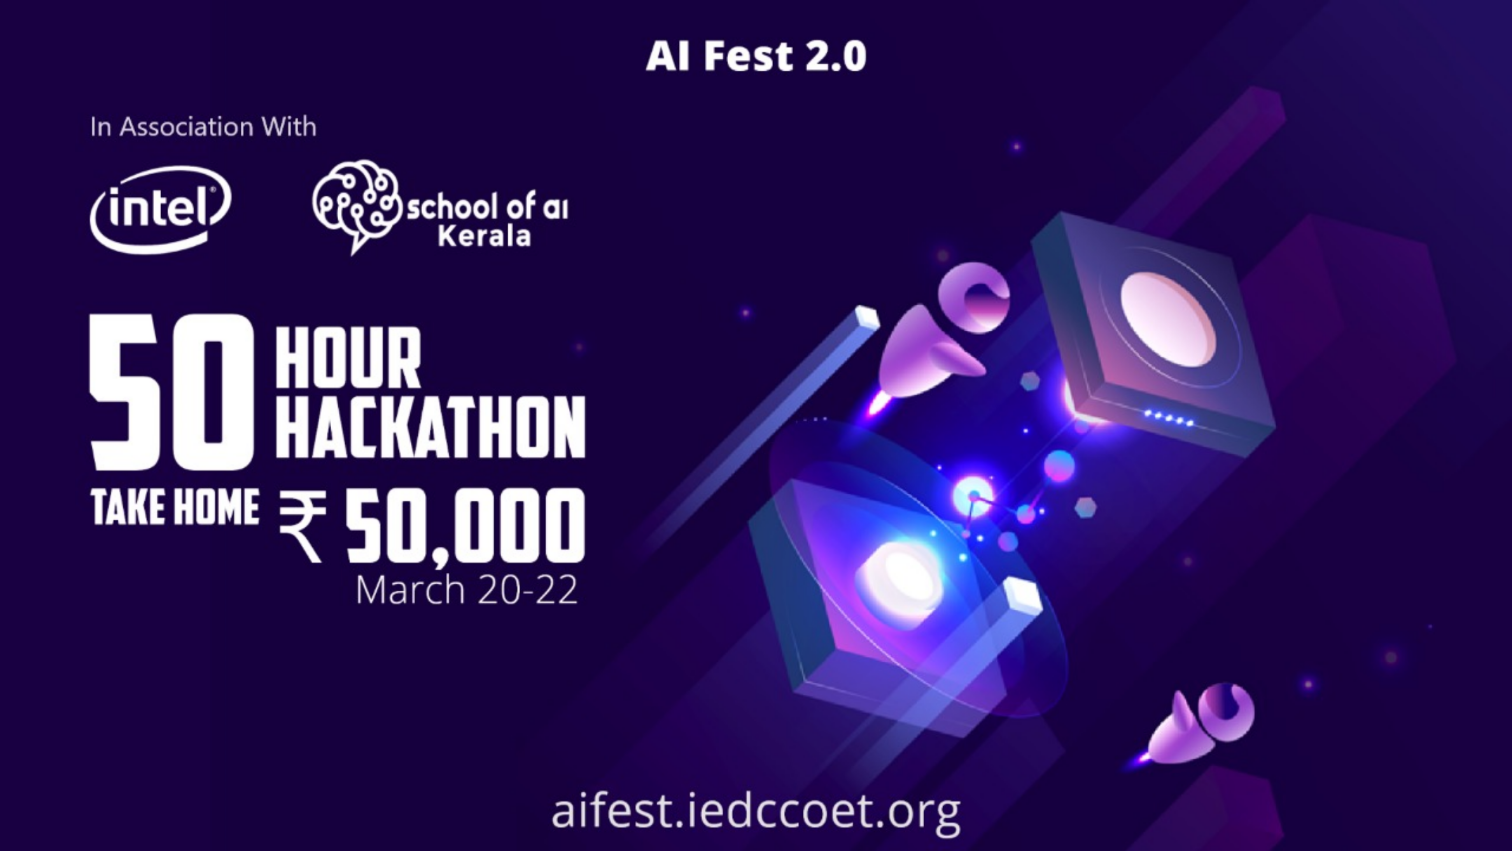 AI Fest 2.0
In Association With
intel®
school of ai
Kerala
50 HOUR
HACKATHON
TAKE HOME ₹ 50,000
March 20-22
aifest.iedccoet.org